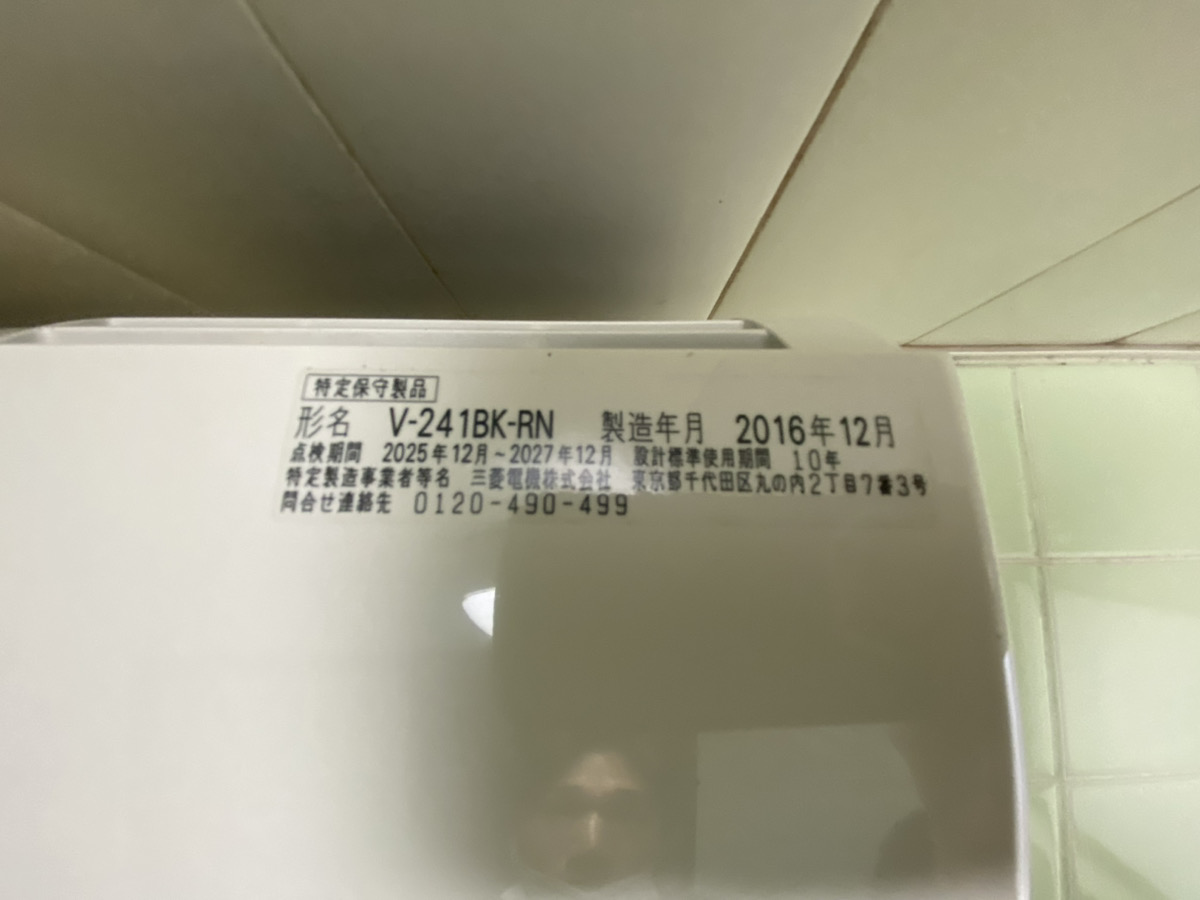 特定保守製品
形名 V-241BK-RN 製造年月 2016年12月
点検期間 2025年12月~2027年12月 設計標準使用期間 10年
特定製造事業者等名 三菱電機株式会社 東京都千代田区丸の内2丁目7番3号
問合せ連絡先 0120-490-499